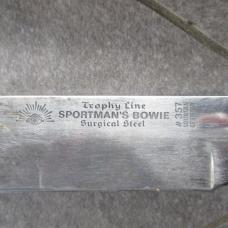 Trophy Line
SPORTMAN'S BOWIE
Surgical Steel
# 357